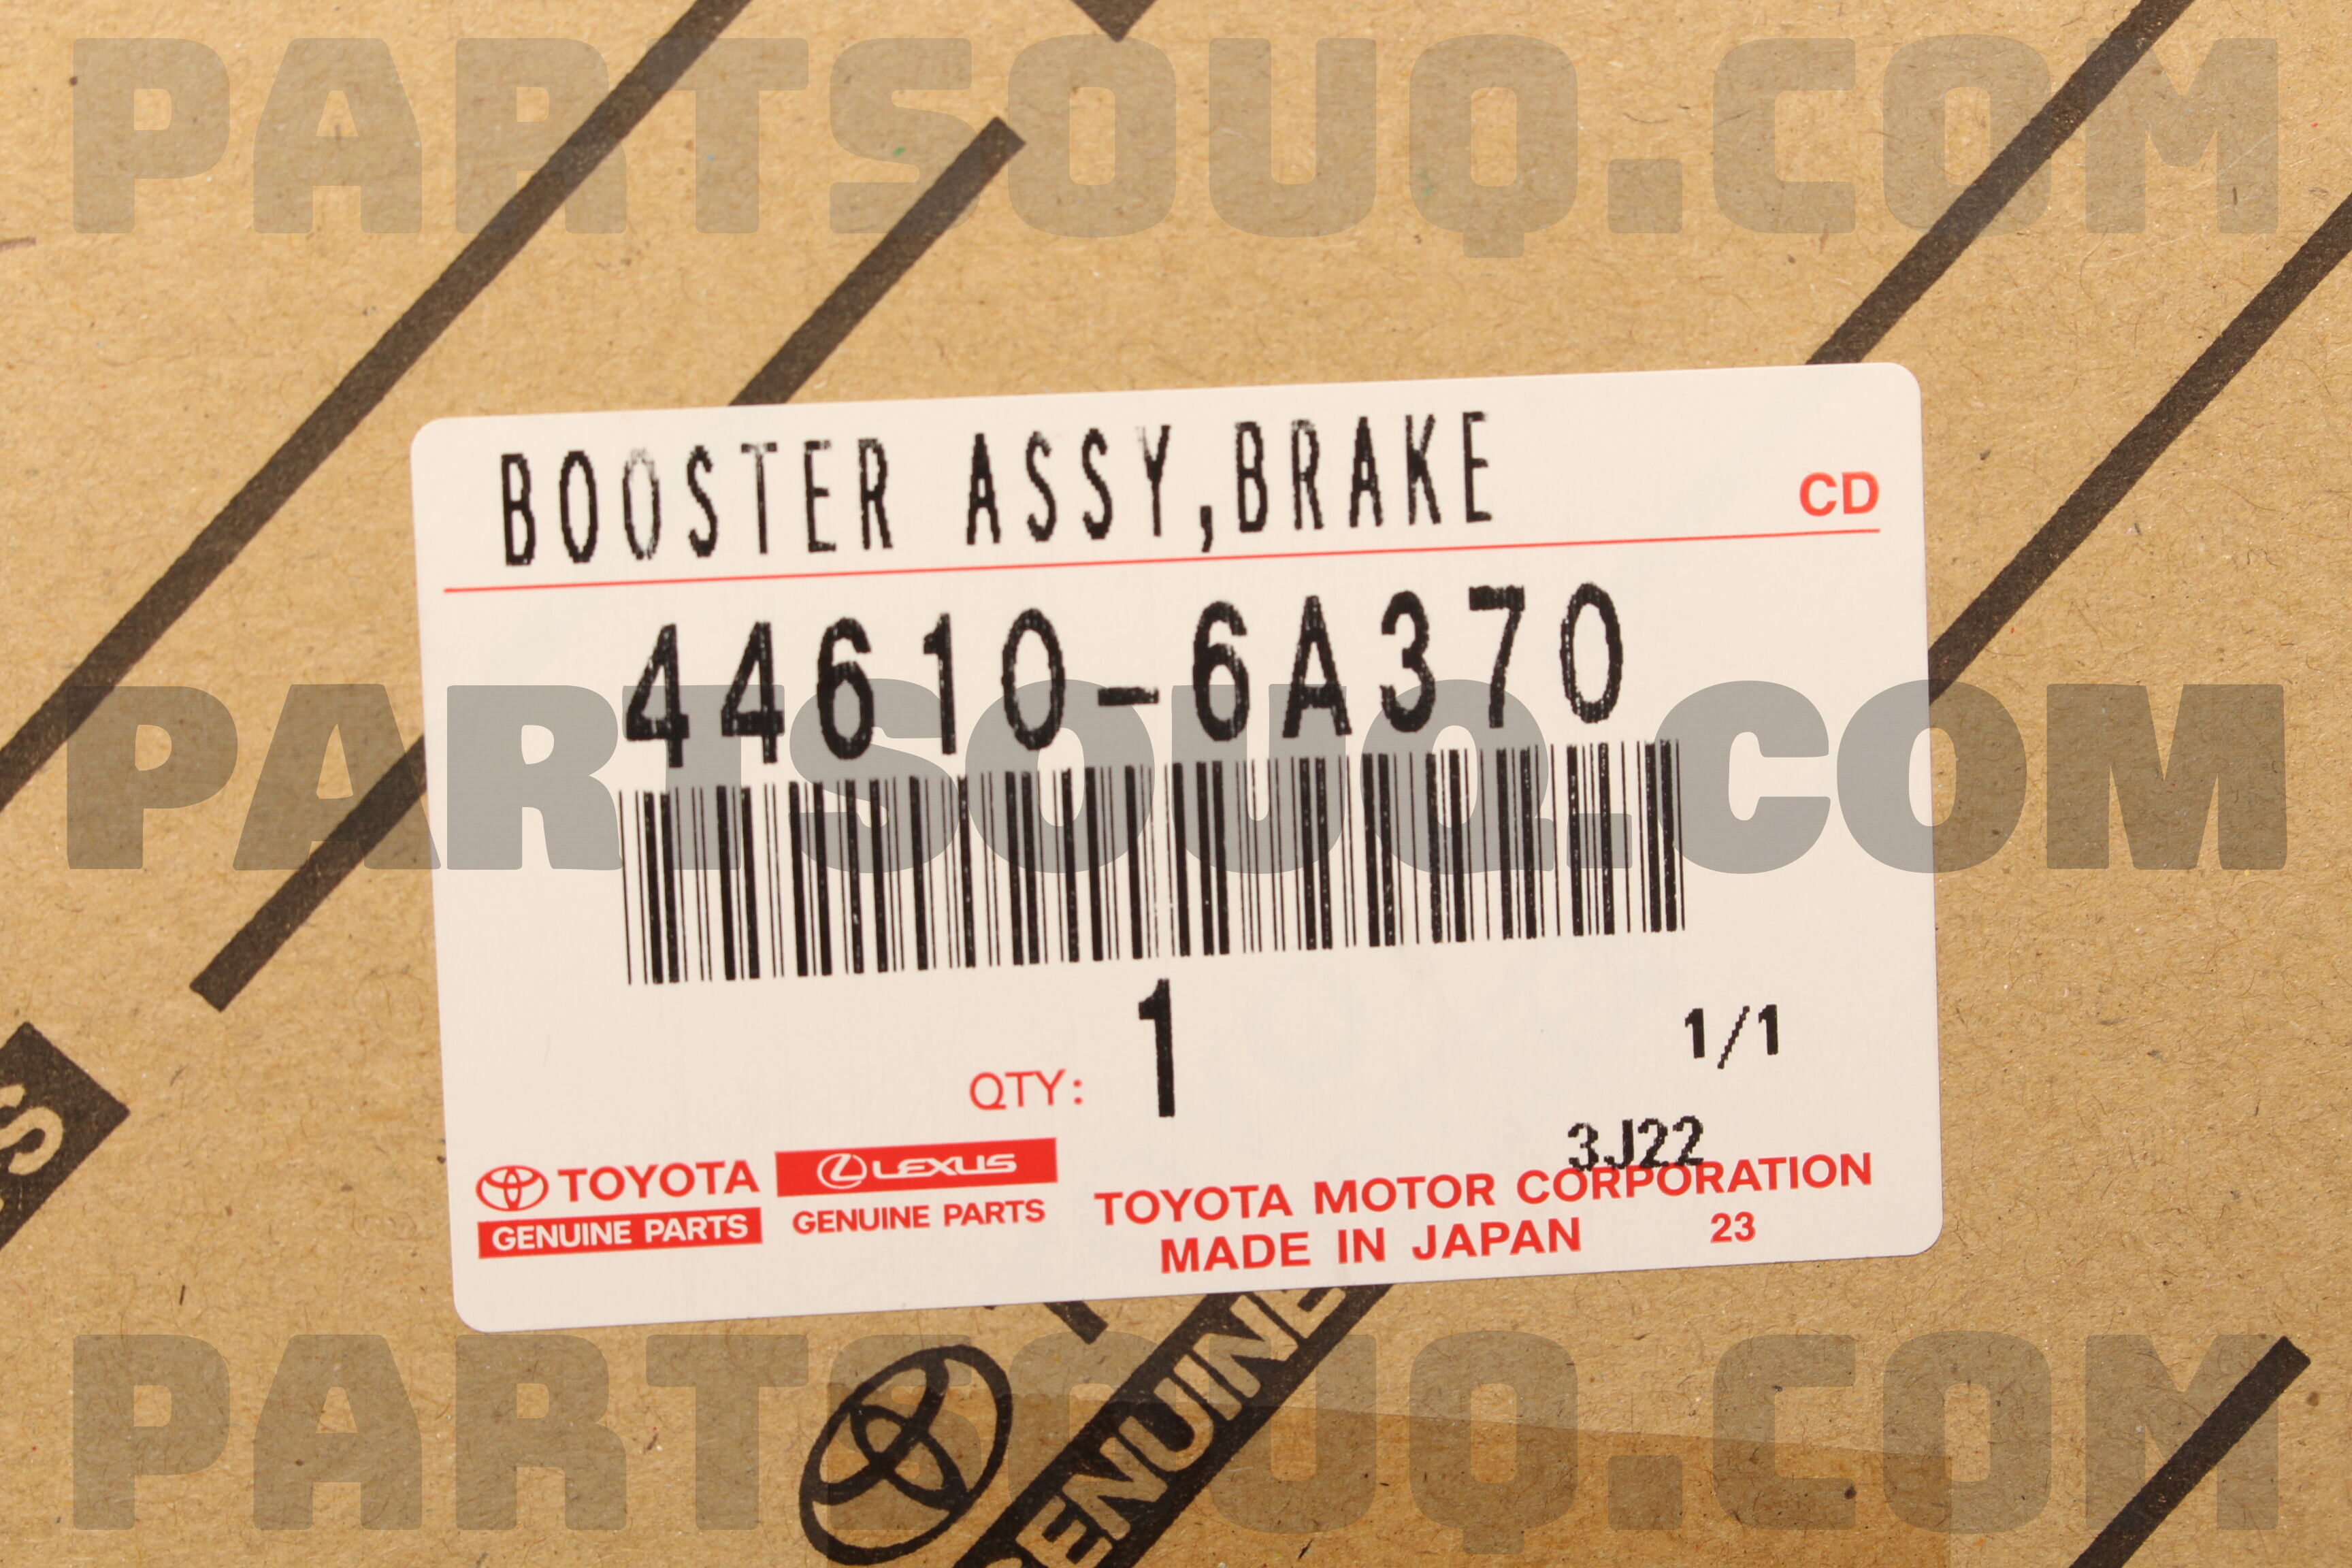 PARTSOUQ.COM
BOOSTER ASSY,BRAKE
CD
44610-6A370
PARTSOUQ.COM
1
1/1
QTY:
3J22
TOYOTA
LEXUS
GENUINE PARTS
GENUINE PARTS
TOYOTA MOTOR CORPORATION
MADE IN JAPAN
23
GENUINE
PARTSOUQ.COM